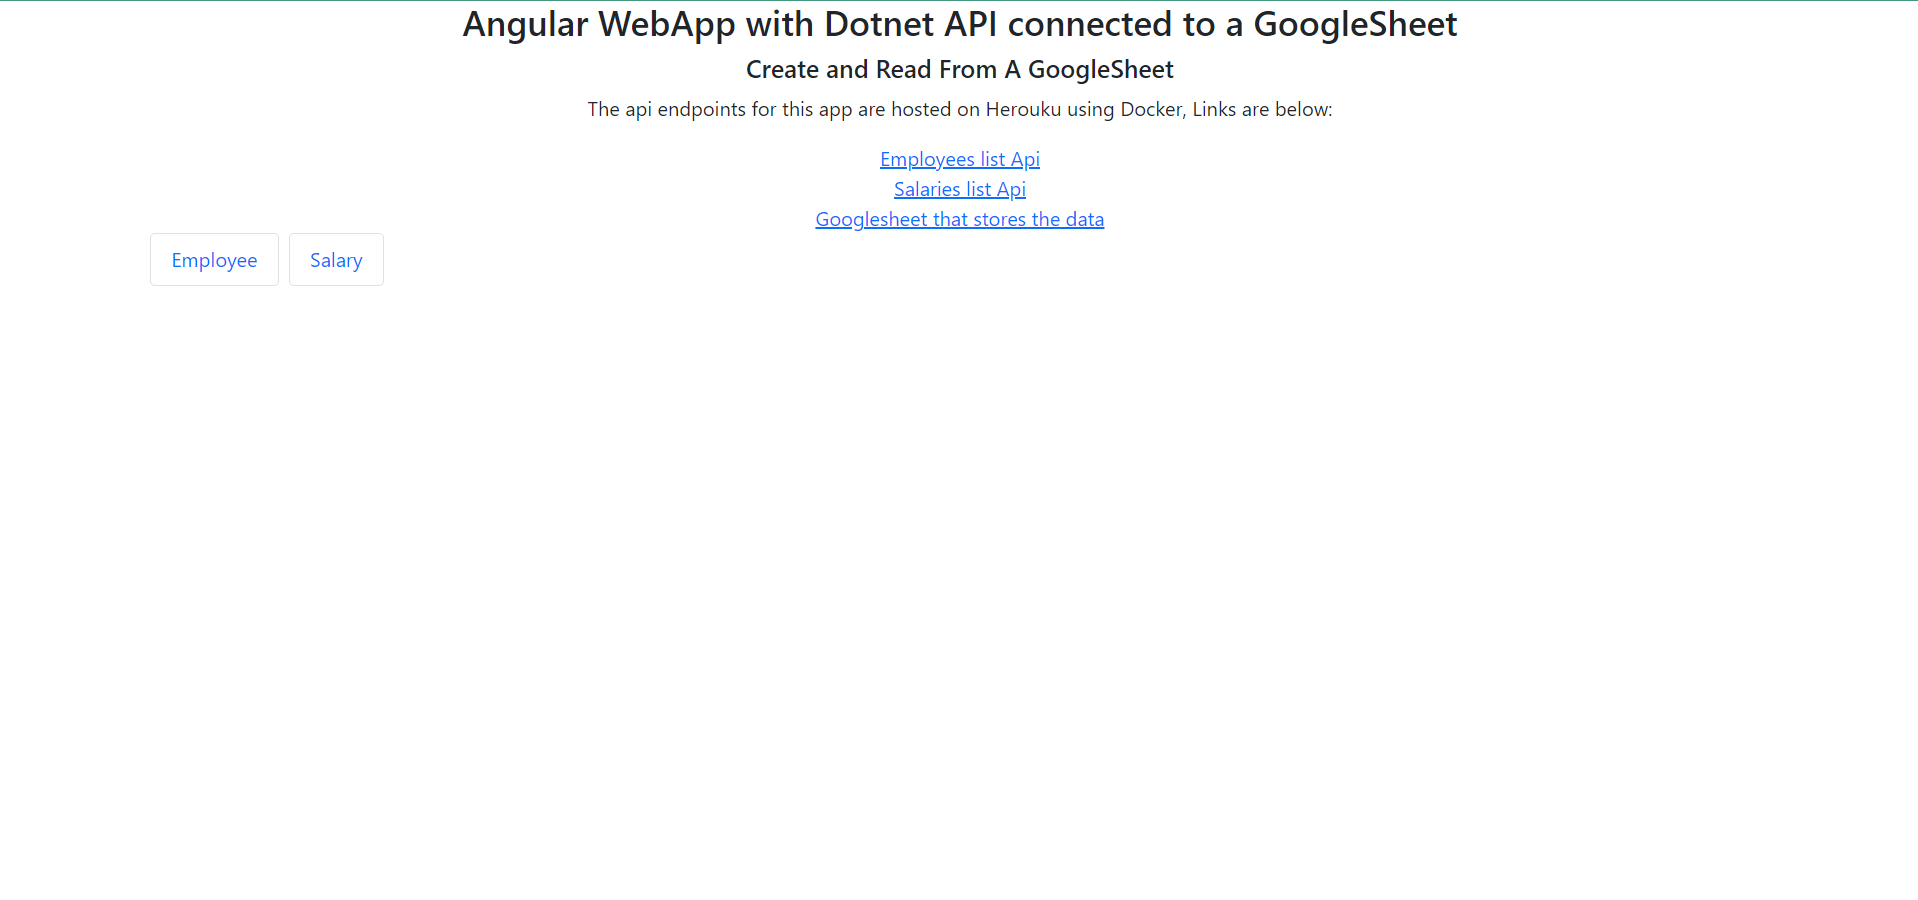 Angular WebApp with Dotnet API connected to a GoogleSheet
Create and Read From A GoogleSheet
The api endpoints for this app are hosted on Herouku using Docker, Links are below:
Employees list Api
Salaries list Api
Googlesheet that stores the data
Employee Salary